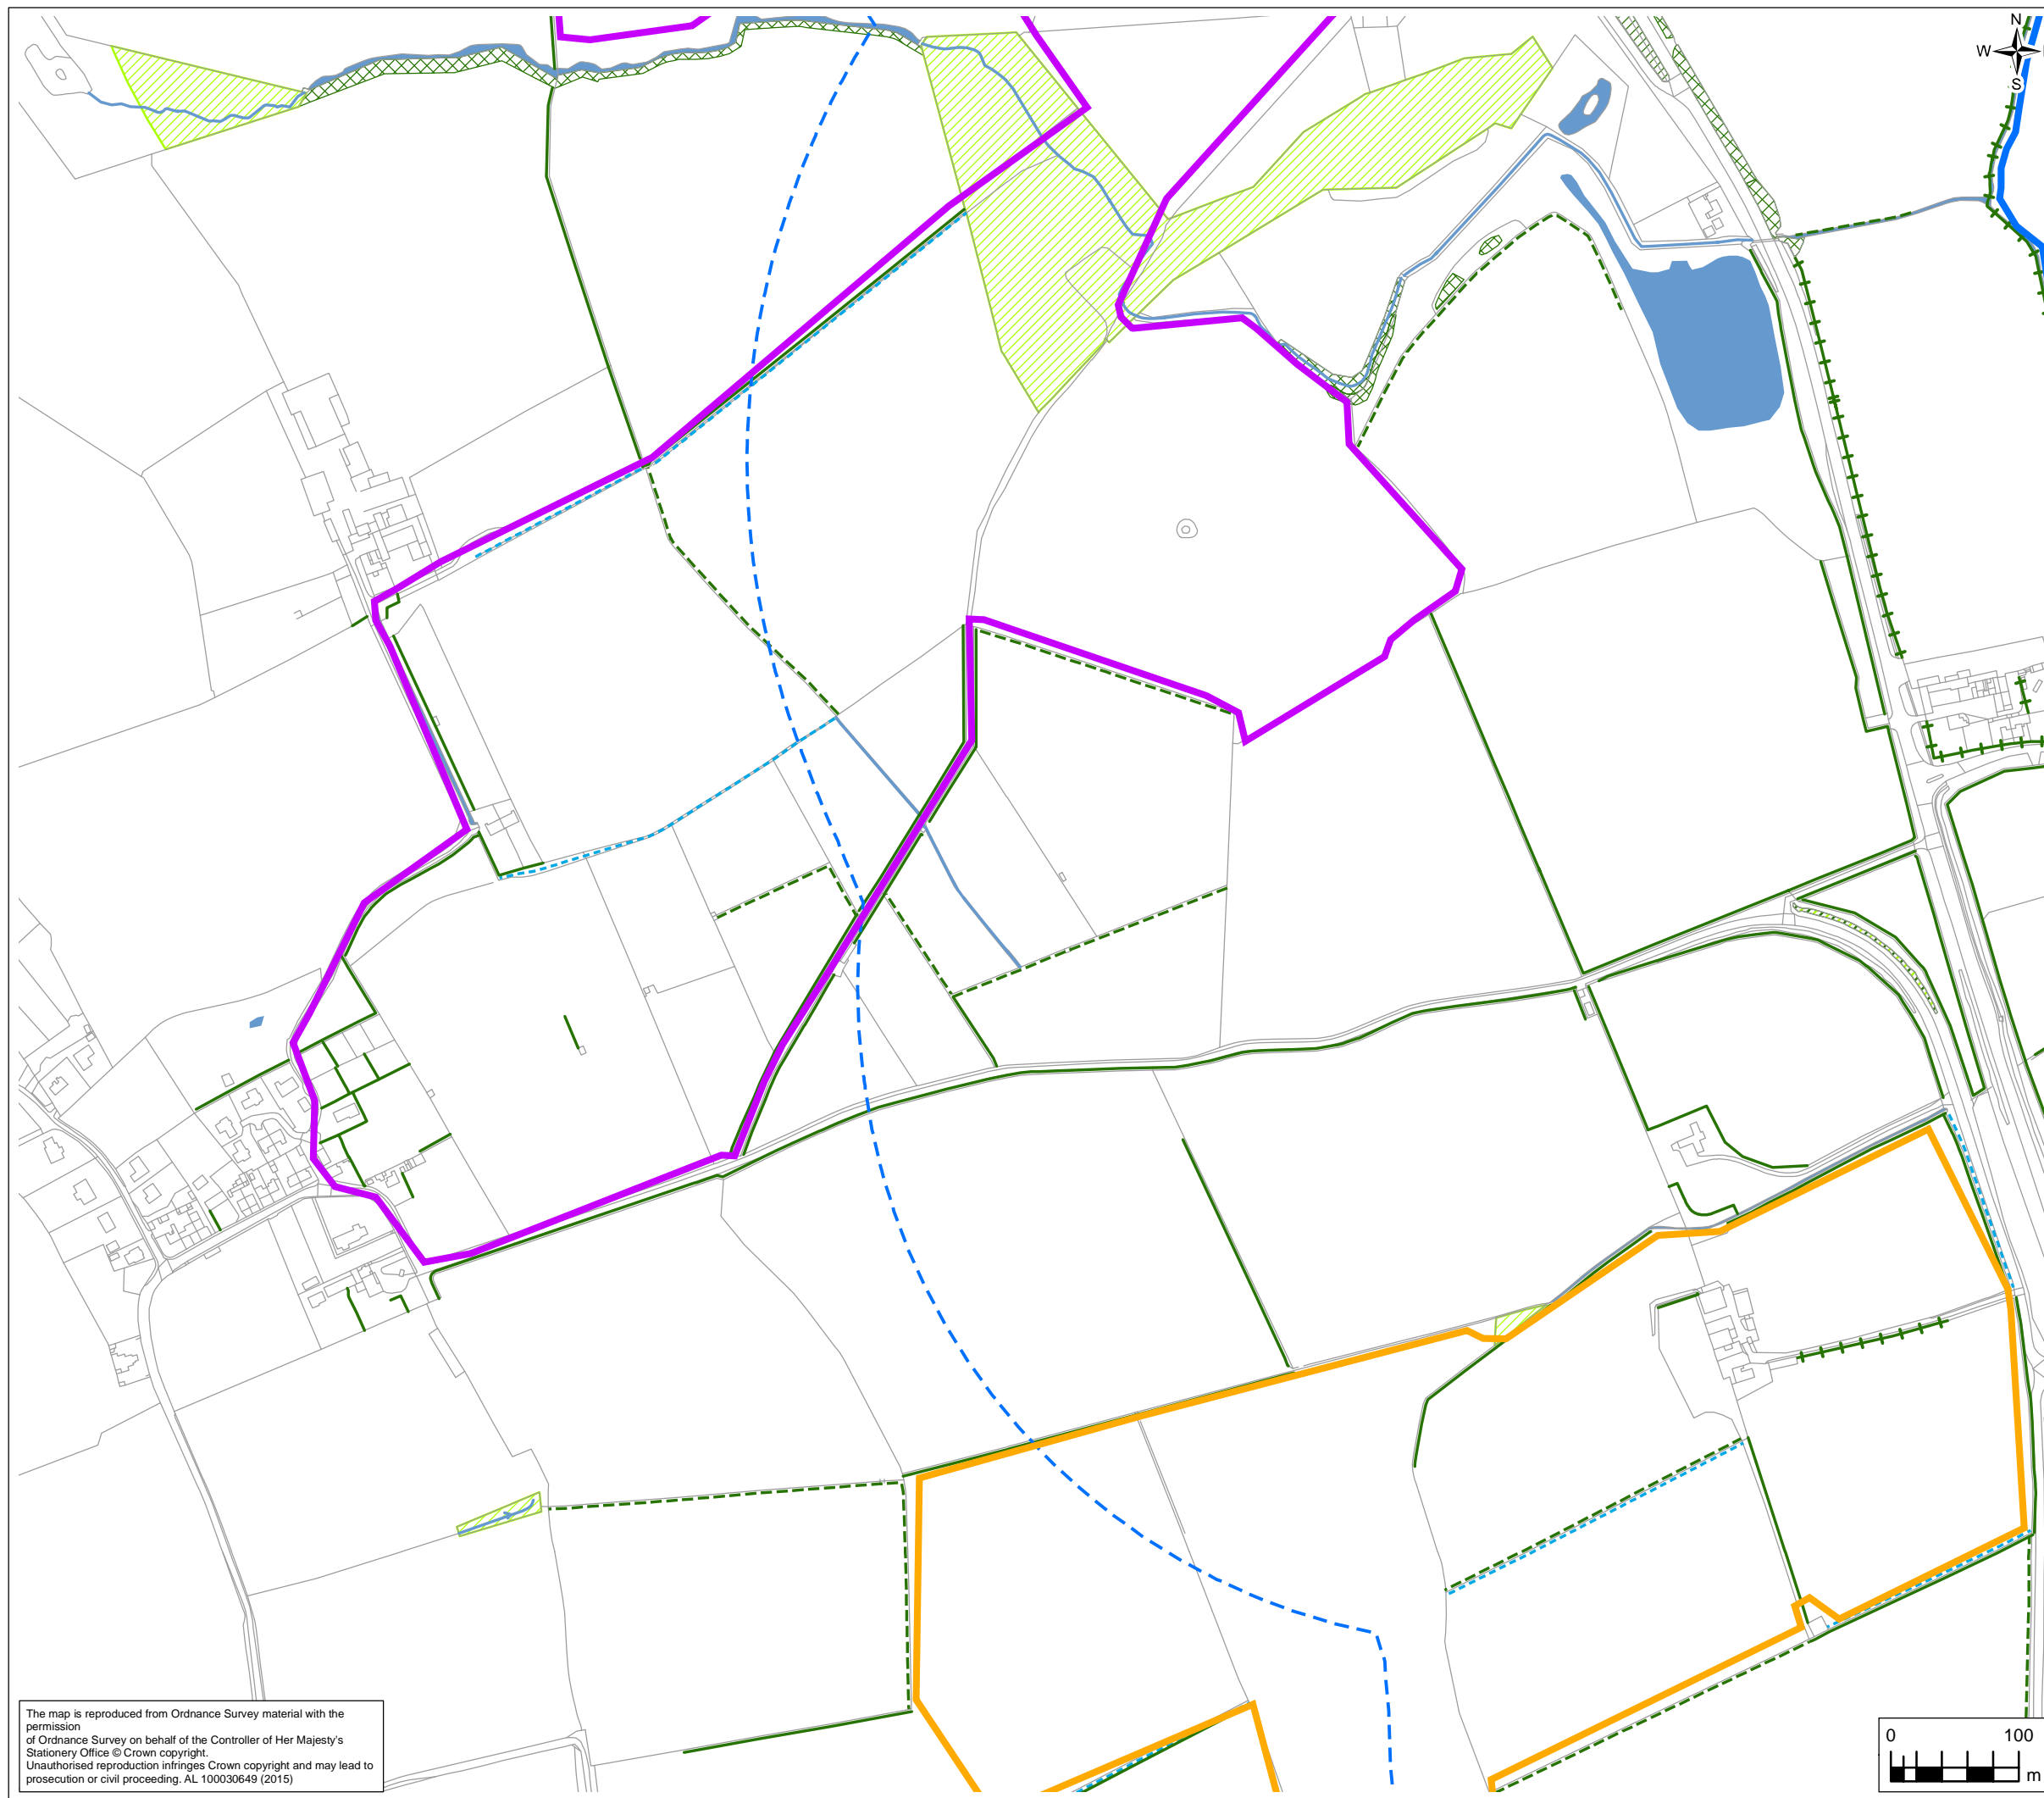 N
W
S
The map is reproduced from Ordnance Survey material with the
permission
of Ordnance Survey on behalf of the Controller of Her Majesty's
Stationery Office © Crown copyright.
Unauthorised reproduction infringes Crown copyright and may lead to
prosecution or civil proceeding. AL 100030649 (2015)
0 100
m